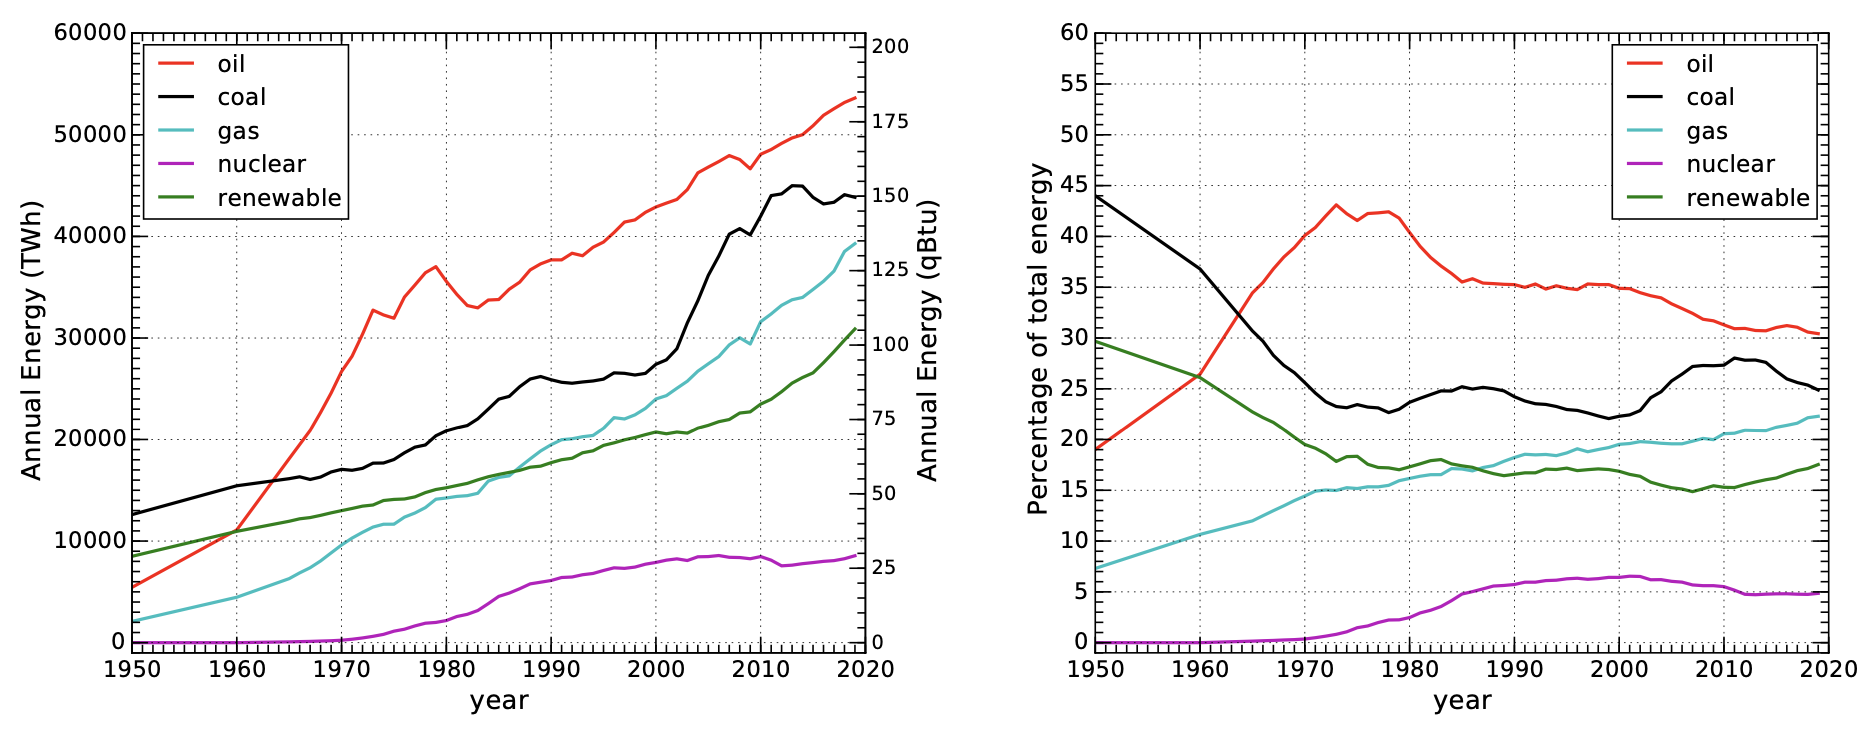 60000
50000
40000
30000
20000
10000
0
Annual Energy (TWh)
oil
coal
gas
nuclear
renewable
200
175
150
125
100
75
50
25
0
Annual Energy (qBtu)
1950 1960 1970 1980 1990 2000 2010 2020
year
60
55
50
45
40
35
30
25
20
15
10
5
0
Percentage of total energy
oil
coal
gas
nuclear
renewable
1950 1960 1970 1980 1990 2000 2010 2020
year